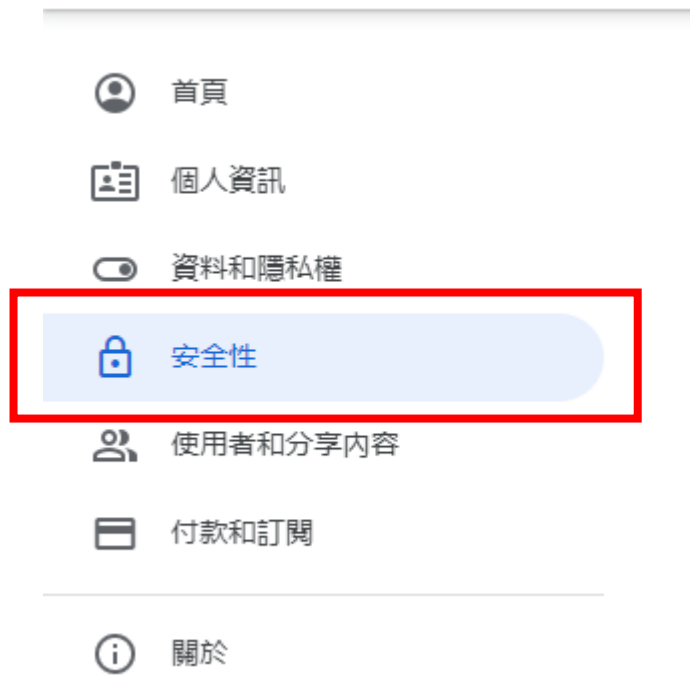 首頁
個人資訊
資料和隱私權
安全性
使用者和分享內容
付款和訂閱
關於